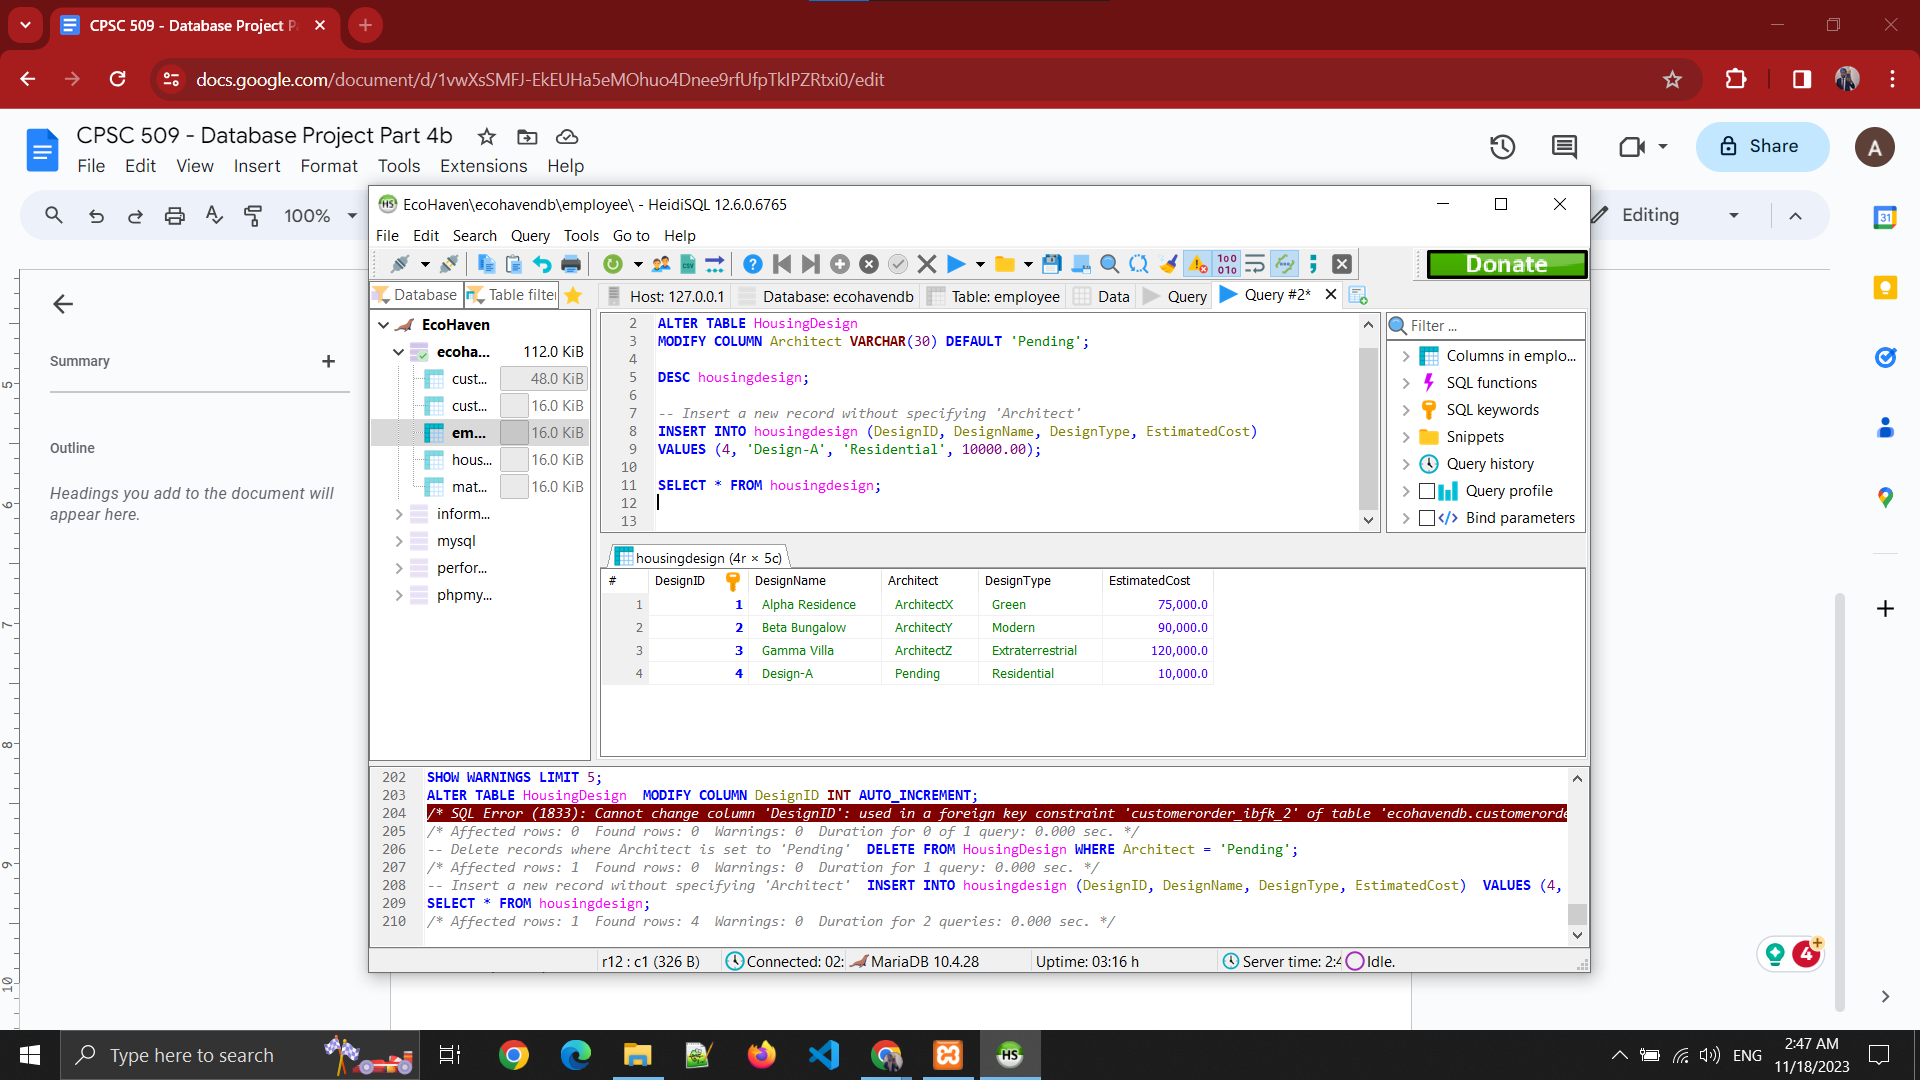 CPSC 509 - Database Project P
docs.google.com/document/d/1vwXsSMFJ-EkEUHa5eMOhuo4Dnee9rfUfpTkIPZRtxi0/edit
CPSC 509 - Database Project Part 4b
File Edit View Insert Format Tools Extensions Help
Share
A
100%
Editing
31
Summary
Outline
Headings you add to the document will
appear here.
5
6
7
8
9
10
HS EcoHaven\ecohavendb\employee\ - HeidiSQL 12.6.0.6765
File Edit Search Query Tools Go to Help
Donate
Database Table filter
Host: 127.0.0.1 Database: ecohavendb Table: employee Data Query Query #2*
EcoHaven
ecoha... 112.0 KiB
cust... 48.0 KiB
cust... 16.0 KiB
em... 16.0 KiB
hous... 16.0 KiB
mat... 16.0 KiB
inform...
mysql
perfor...
phpmy...
2 ALTER TABLE HousingDesign
3 MODIFY COLUMN Architect VARCHAR(30) DEFAULT 'Pending';
4
5 DESC housingdesign;
6
7 -- Insert a new record without specifying 'Architect'
8 INSERT INTO housingdesign (DesignID, DesignName, DesignType, EstimatedCost)
9 VALUES (4, 'Design-A', 'Residential', 10000.00);
10
11 SELECT * FROM housingdesign;
12
13
Filter ...
Columns in emplo...
SQL functions
SQL keywords
Snippets
Query history
Query profile
Bind parameters
housingdesign (4r × 5c)
# DesignID DesignName Architect DesignType EstimatedCost
1 1 Alpha Residence ArchitectX Green 75,000.0
2 2 Beta Bungalow ArchitectY Modern 90,000.0
3 3 Gamma Villa ArchitectZ Extraterrestrial 120,000.0
4 4 Design-A Pending Residential 10,000.0
202 SHOW WARNINGS LIMIT 5;
203 ALTER TABLE HousingDesign  MODIFY COLUMN DesignID INT AUTO_INCREMENT;
204 /* SQL Error (1833): Cannot change column 'DesignID': used in a foreign key constraint 'customerorder_ibfk_2' of table 'ecohavendb.customerorde
205 /* Affected rows: 0  Found rows: 0  Warnings: 0  Duration for 0 of 1 query: 0.000 sec. */
206 -- Delete records where Architect is set to 'Pending'  DELETE FROM HousingDesign WHERE Architect = 'Pending';
207 /* Affected rows: 1  Found rows: 0  Warnings: 0  Duration for 1 query: 0.000 sec. */
208 -- Insert a new record without specifying 'Architect'  INSERT INTO housingdesign (DesignID, DesignName, DesignType, EstimatedCost)  VALUES (4,
209 SELECT * FROM housingdesign;
210 /* Affected rows: 1  Found rows: 4  Warnings: 0  Duration for 2 queries: 0.000 sec. */
r12 : c1 (326 B) Connected: 02: MariaDB 10.4.28 Uptime: 03:16 h Server time: 2:4 Idle.
4
Type here to search
HS
ENG
2:47 AM
11/18/2023